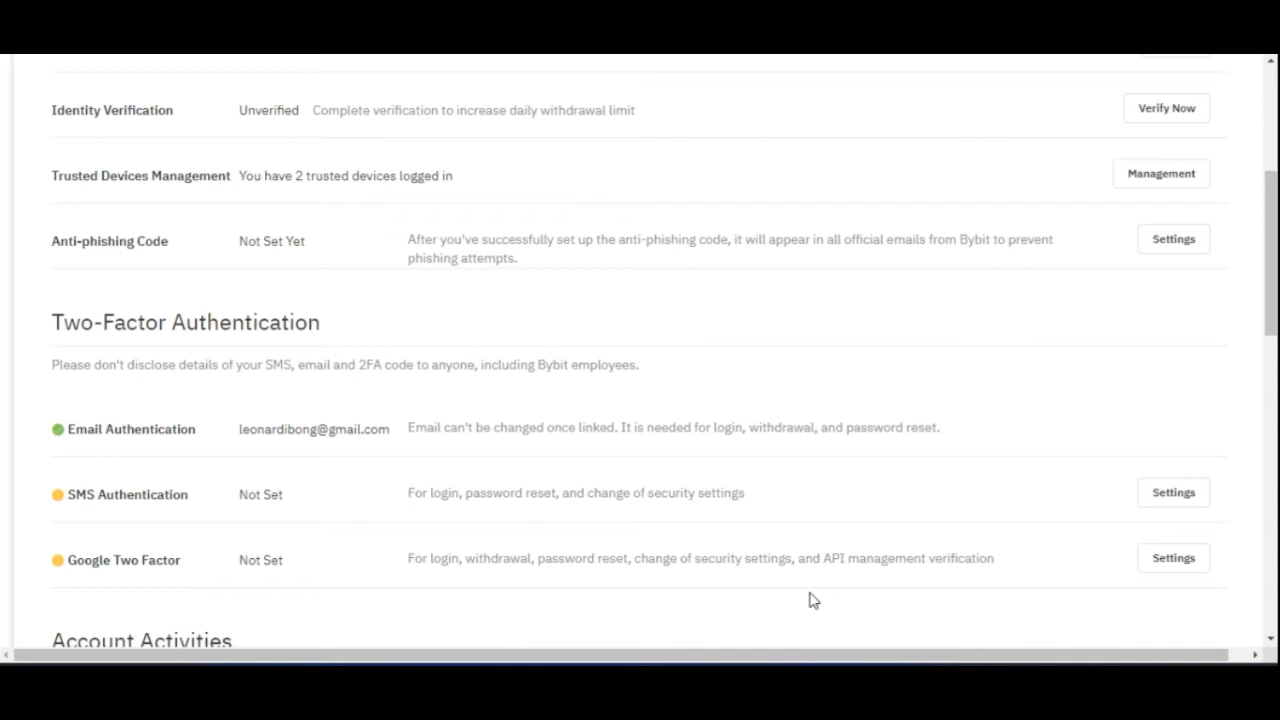 Identity Verification Unverified Complete verification to increase daily withdrawal limit Verify Now
Trusted Devices Management You have 2 trusted devices logged in Management
Anti-phishing Code Not Set Yet After you've successfully set up the anti-phishing code, it will appear in all official emails from Bybit to prevent Settings
phishing attempts.
Two-Factor Authentication
Please don't disclose details of your SMS, email and 2FA code to anyone, including Bybit employees.
Email Authentication leonardibong@gmail.com Email can't be changed once linked. It is needed for login, withdrawal, and password reset.
SMS Authentication Not Set For login, password reset, and change of security settings Settings
Google Two Factor Not Set For login, withdrawal, password reset, change of security settings, and API management verification Settings
Account Activities